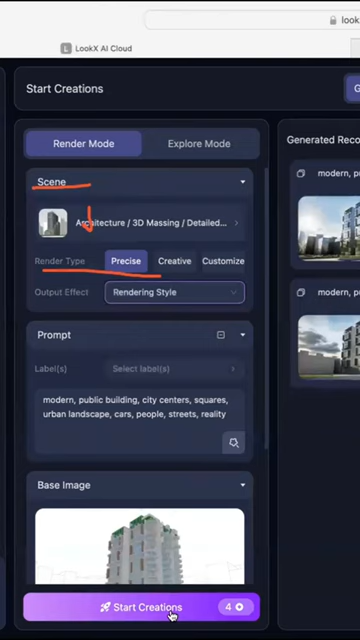 look
L LookX AI Cloud
Start Creations
G
Render Mode Explore Mode
Generated Reco
Scene
modern, p
Architecture / 3D Massing / Detailed...
Render Type Precise Creative Customize
Output Effect Rendering Style
modern, p
Prompt
Label(s) Select label(s)
modern, public building, city centers, squares,
urban landscape, cars, people, streets, reality
Base Image
Start Creations 4